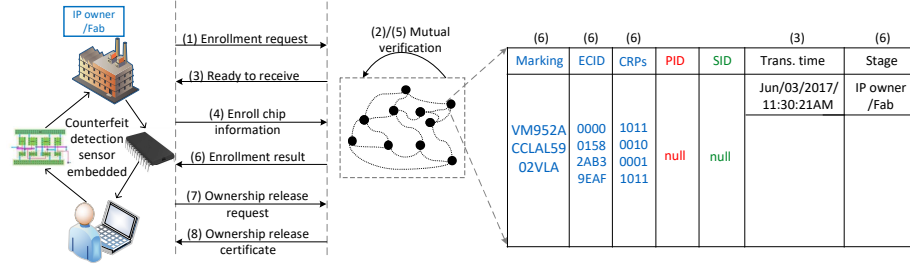 IP owner
/Fab
Counterfeit
detection
sensor
embedded
(1) Enrollment request
(3) Ready to receive
(4) Enroll chip
information
(6) Enrollment result
(7) Ownership release
request
(8) Ownership release
certificate
(2)/(5) Mutual
verification
(6) (6) (6) (3) (6)
Marking ECID CRPs PID SID Trans. time Stage
Jun/03/2017/ IP owner
11:30:21AM /Fab
VM952A 0000 1011
CCLAL59 0158 0010
02VLA 2AB3 0001
9EAF 1011
null null